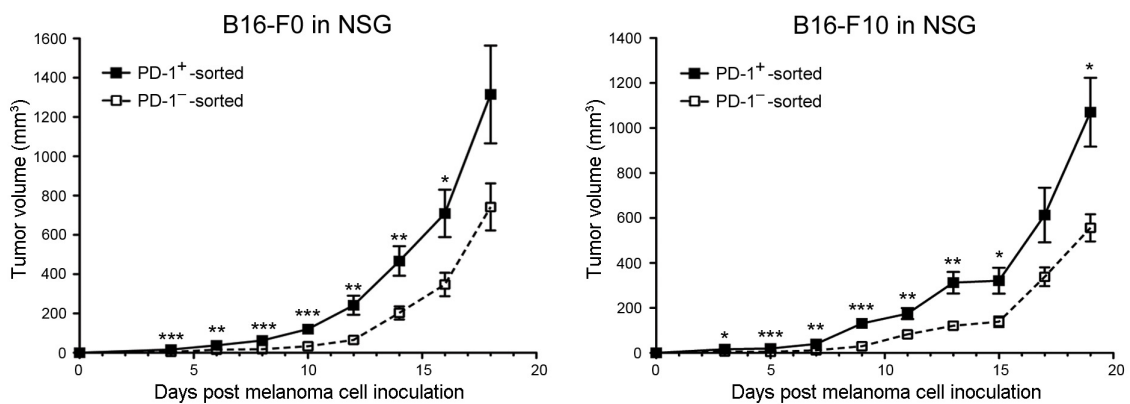 B16-F0 in NSG
PD-1⁺-sorted
PD-1⁻-sorted
Tumor volume (mm³)
1600
1400
1200
1000
800
600
400
200
0
***
**
***
***
**
**
*
0 5 10 15 20
Days post melanoma cell inoculation
B16-F10 in NSG
PD-1⁺-sorted
PD-1⁻-sorted
Tumor volume (mm³)
1400
1200
1000
800
600
400
200
0
*
***
**
***
**
**
*
*
0 5 10 15 20
Days post melanoma cell inoculation